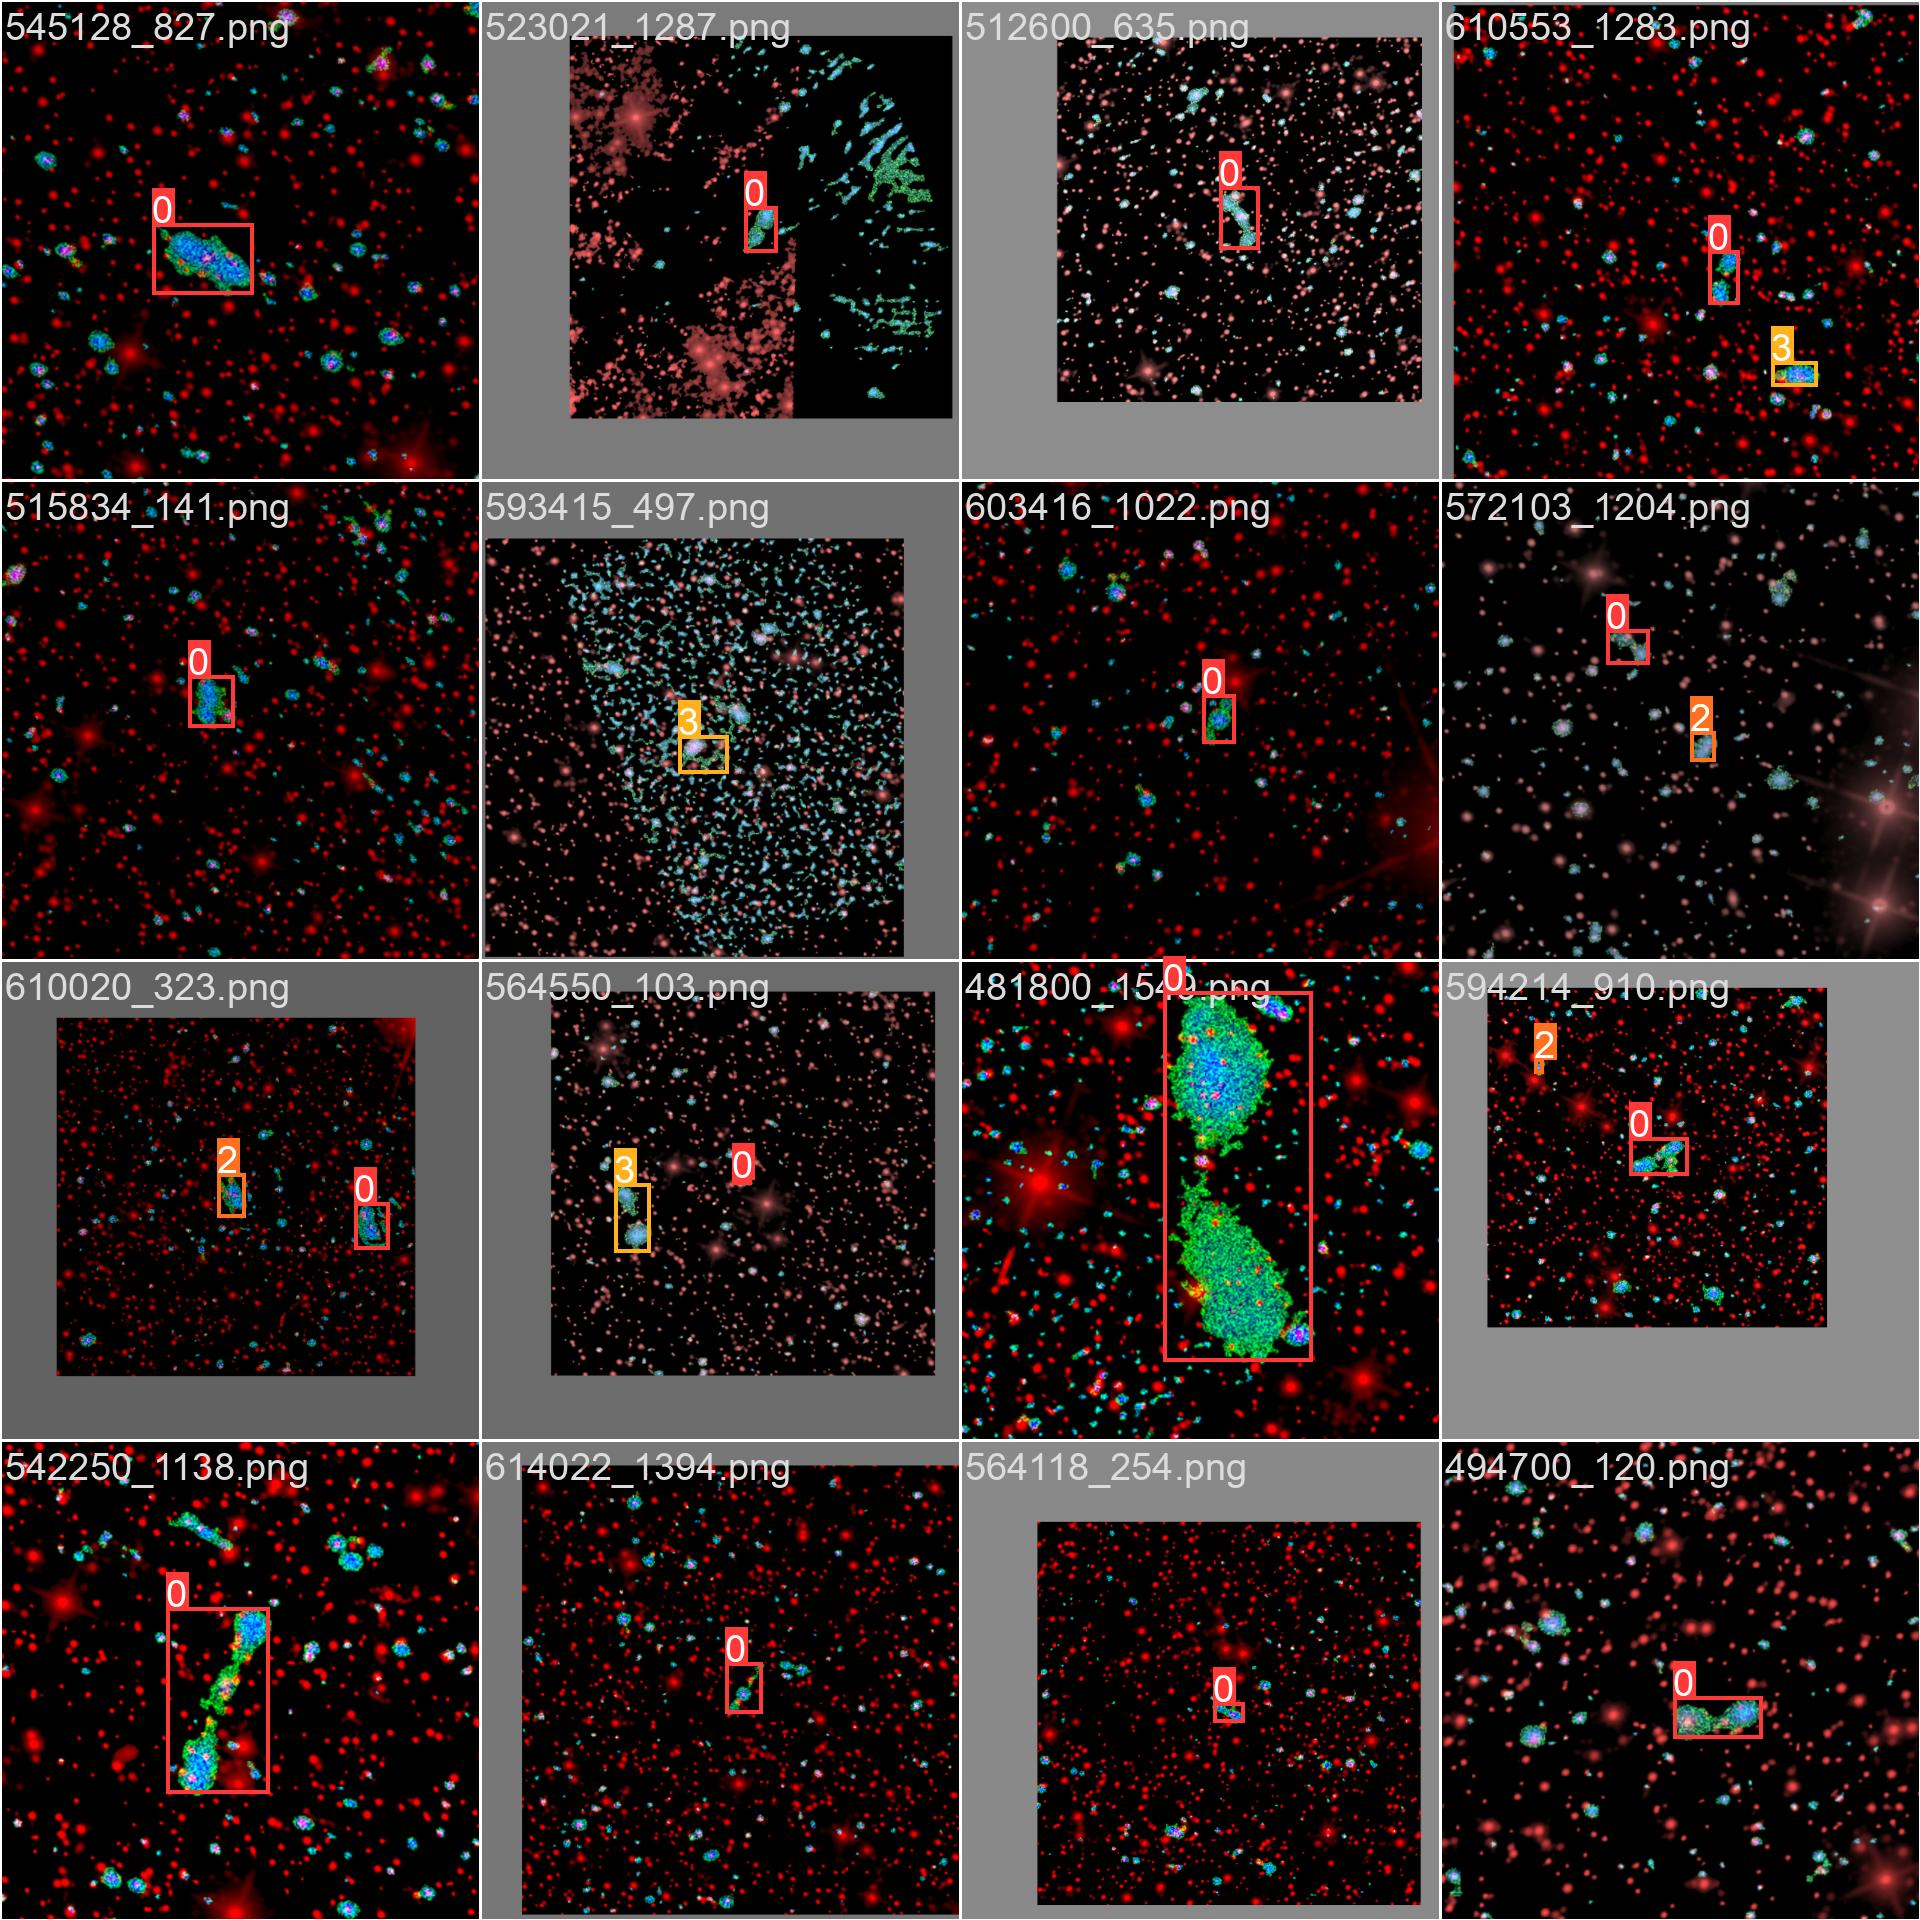 545128_827.png
523021_1287.png
512600_635.png
610553_1283.png
0
0
0
0
3
515834_141.png
593415_497.png
603416_1022.png
572103_1204.png
0
3
0
0
2
610020_323.png
564550_103.png
481800_1549.png
594214_910.png
2
0
3
0
0
2
0
542250_1138.png
614022_1394.png
564118_254.png
494700_120.png
0
0
0
0